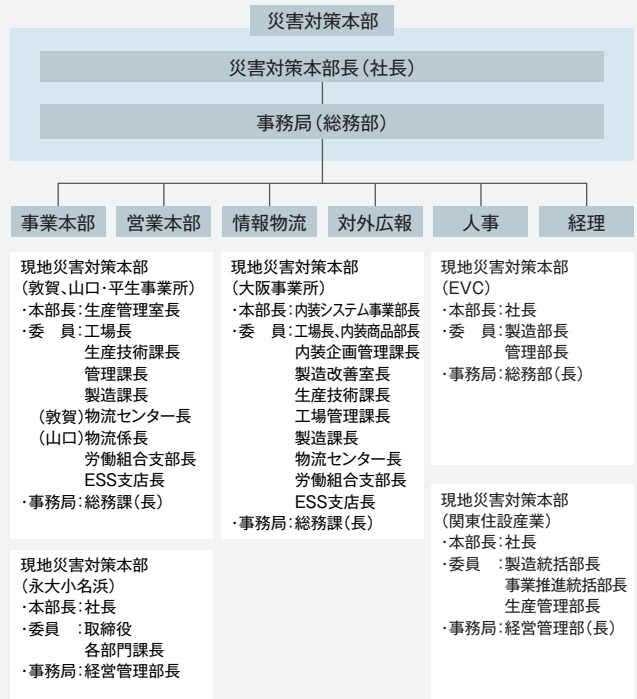 災害対策本部
災害対策本部長（社長）
事務局（総務部）
事業本部
営業本部
情報物流
対外広報
人事
経理
現地災害対策本部
（敦賀、山口・平生事業所）
・本部長：生産管理室長
・委　員：工場長
生産技術課長
管理課長
製造課長
（敦賀）物流センター長
（山口）物流係長
労働組合支部長
ESS支店長
・事務局：総務課（長）
現地災害対策本部
（永大小名浜）
・本部長：社長
・委員　：取締役
各部門課長
・事務局：経営管理部長
現地災害対策本部
（大阪事業所）
・本部長：内装システム事業部長
・委　員：工場長、内装商品部長
内装企画管理課長
製造改善室長
生産技術課長
工場管理課長
製造課長
物流センター長
労働組合支部長
ESS支店長
・事務局：総務課（長）
現地災害対策本部
（EVC）
・本部長：社長
・委　員：製造部長
管理部長
・事務局：総務部（長）
現地災害対策本部
（関東住設産業）
・本部長：社長
・委員　：製造統括部長
事業推進統括部長
生産管理部長
・事務局：経営管理部（長）